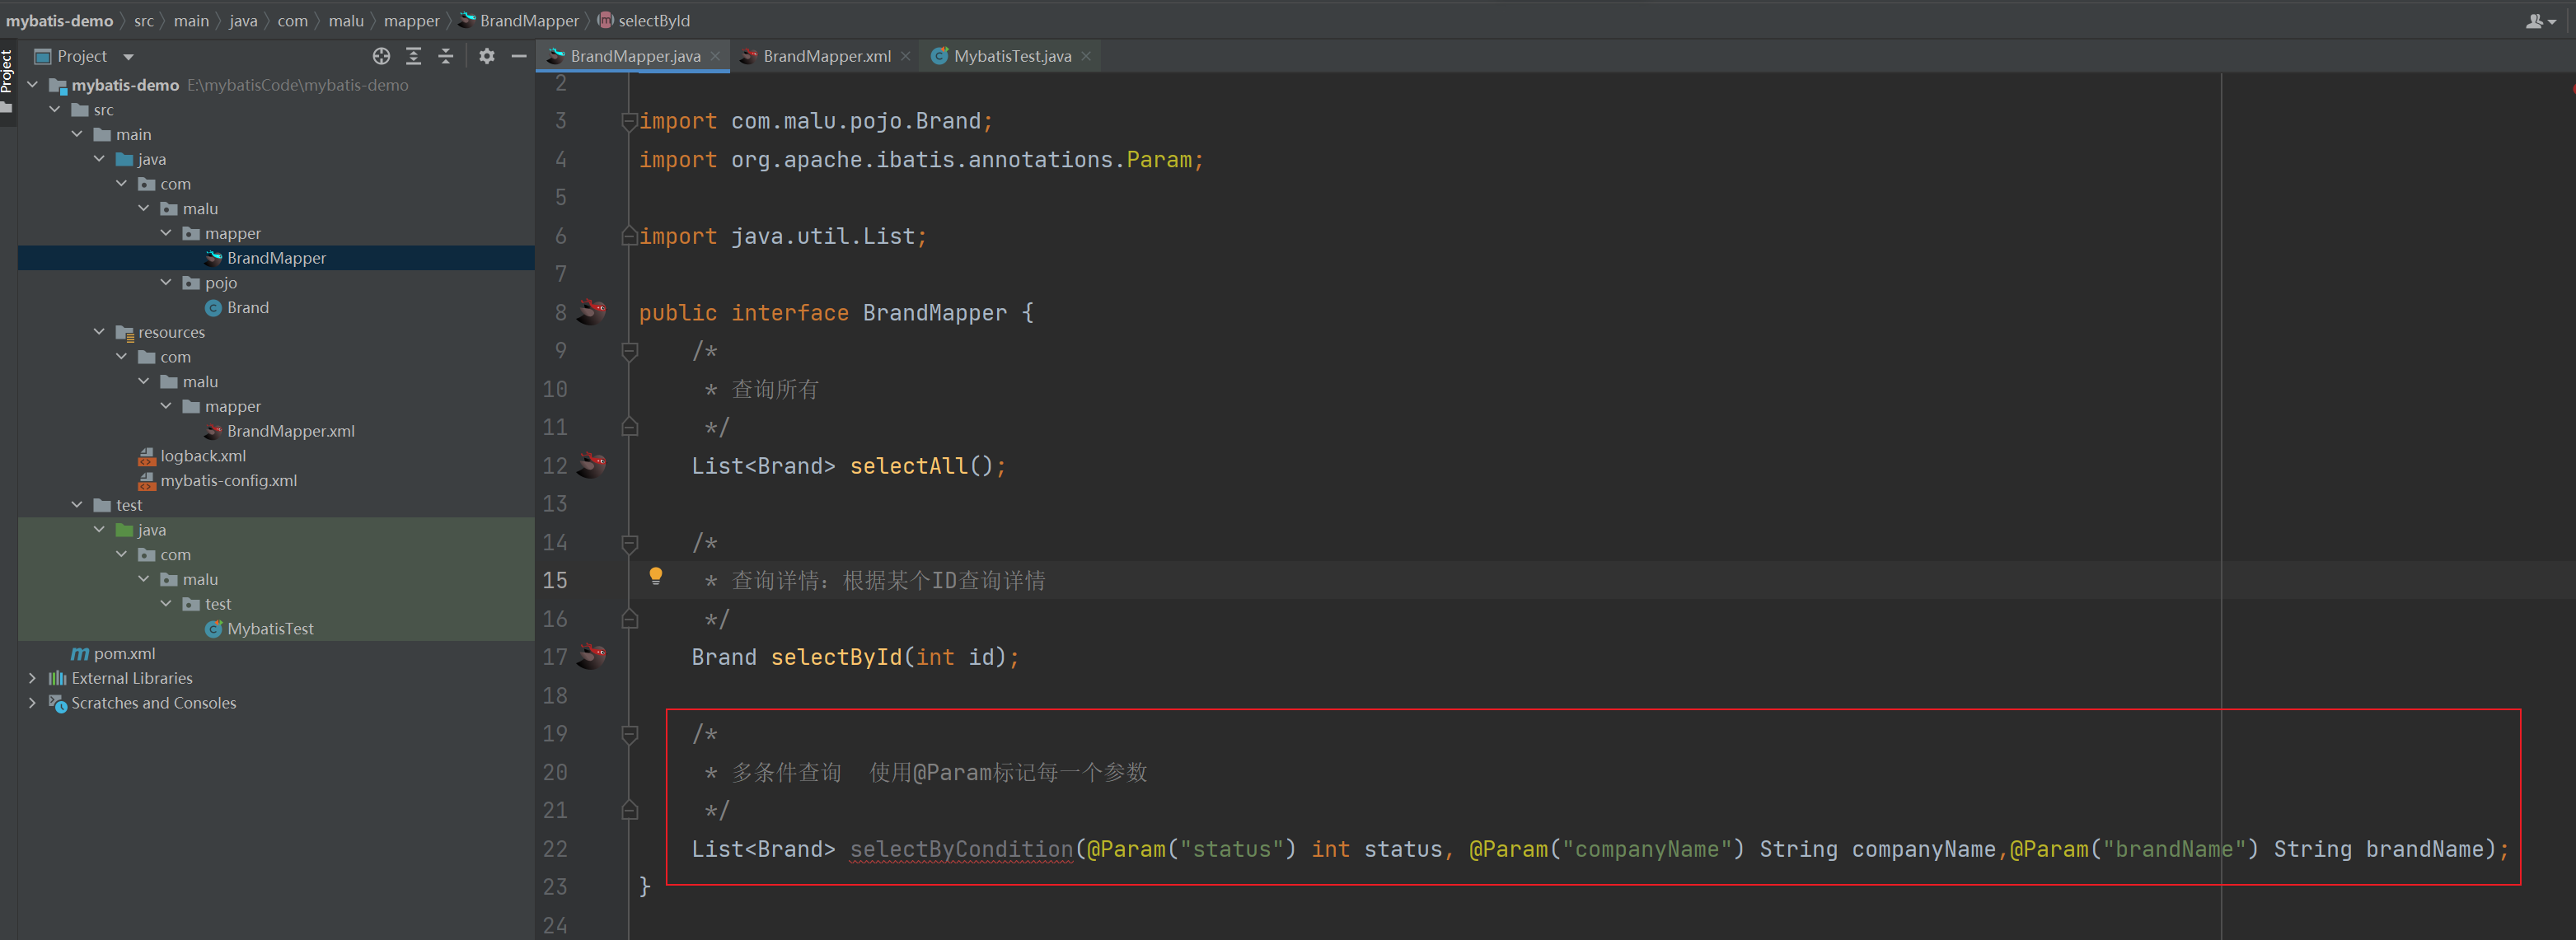 mybatis-demo src main java com malu mapper BrandMapper selectById
Project
Project
BrandMapper.java BrandMapper.xml MybatisTest.java
mybatis-demo E:\mybatisCode\mybatis-demo
src
main
java
com
malu
mapper
BrandMapper
pojo
Brand
resources
com
malu
mapper
BrandMapper.xml
logback.xml
mybatis-config.xml
test
java
com
malu
test
MybatisTest
pom.xml
External Libraries
Scratches and Consoles
2
3 import com.malu.pojo.Brand;
4 import org.apache.ibatis.annotations.Param;
5
6 import java.util.List;
7
8 public interface BrandMapper {
9 /*
10 * 查询所有
11 */
12 List<Brand> selectAll();
13
14 /*
15 * 查询详情：根据某个ID查询详情
16 */
17 Brand selectById(int id);
18
19 /*
20 * 多条件查询  使用@Param标记每一个参数
21 */
22 List<Brand> selectByCondition(@Param("status") int status, @Param("companyName") String companyName,@Param("brandName") String brandName);
23 }
24